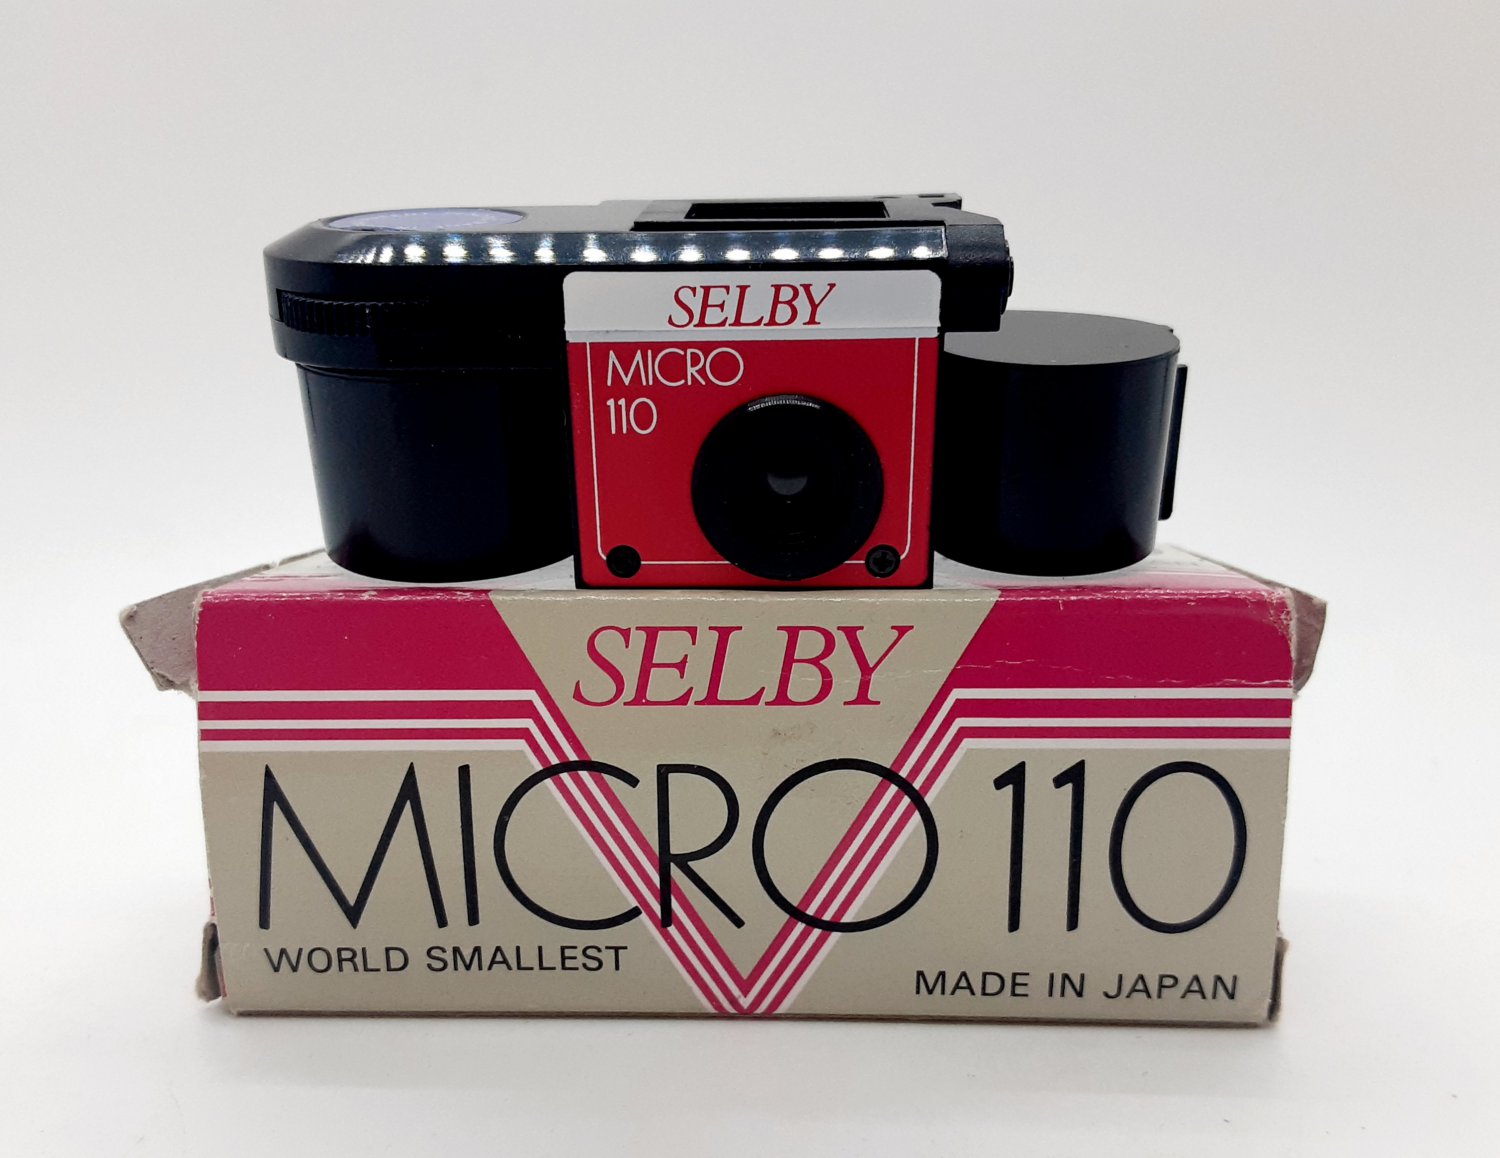 SELBY
MICRO
110
SELBY
MICRO 110
WORLD SMALLEST
MADE IN JAPAN